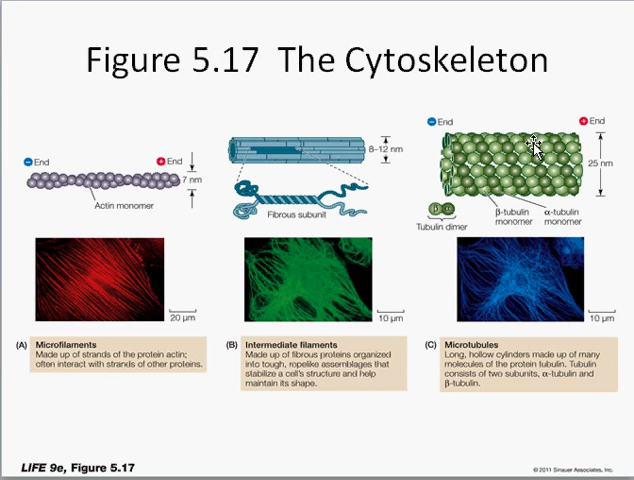 Figure 5.17 The Cytoskeleton
− End
+ End
7 nm
Actin monomer
8–12 nm
Fibrous subunit
− End
+ End
25 nm
αβ
Tubulin dimer
β-tubulin
monomer
α-tubulin
monomer
20 µm
10 µm
10 µm
(A) Microfilaments
Made up of strands of the protein actin;
often interact with strands of other proteins.
(B) Intermediate filaments
Made up of fibrous proteins organized
into tough, ropelike assemblages that
stabilize a cell's structure and help
maintain its shape.
(C) Microtubules
Long, hollow cylinders made up of many
molecules of the protein tubulin. Tubulin
consists of two subunits, α-tubulin and
β-tubulin.
LIFE 9e, Figure 5.17
© 2011 Sinauer Associates, Inc.